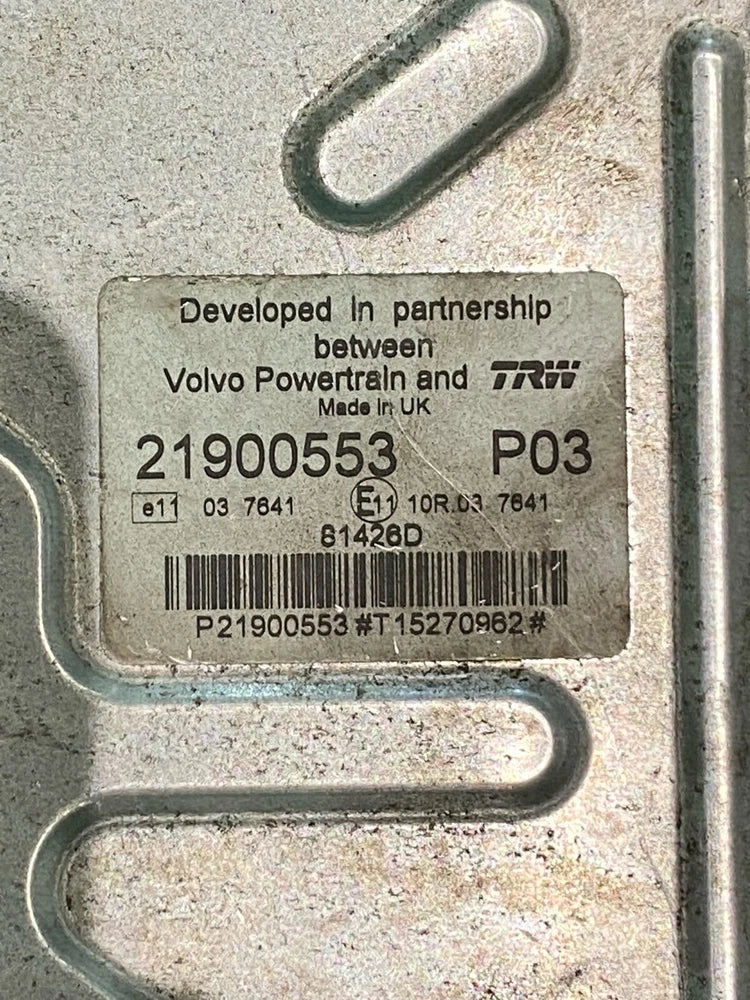 Developed in partnership
between
Volvo Powertrain and TRW
Made in UK
21900553 P03
e11 03 7641 E11 10R.03 7641
81426D
P21900553#T15270962#